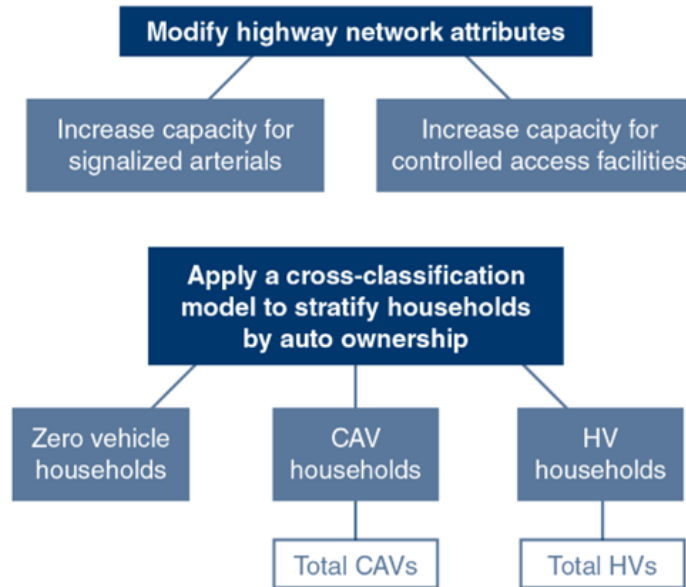 Modify highway network attributes
Increase capacity for
signalized arterials
Increase capacity for
controlled access facilities
Apply a cross-classification
model to stratify households
by auto ownership
Zero vehicle
households
CAV
households
HV
households
Total CAVs
Total HVs